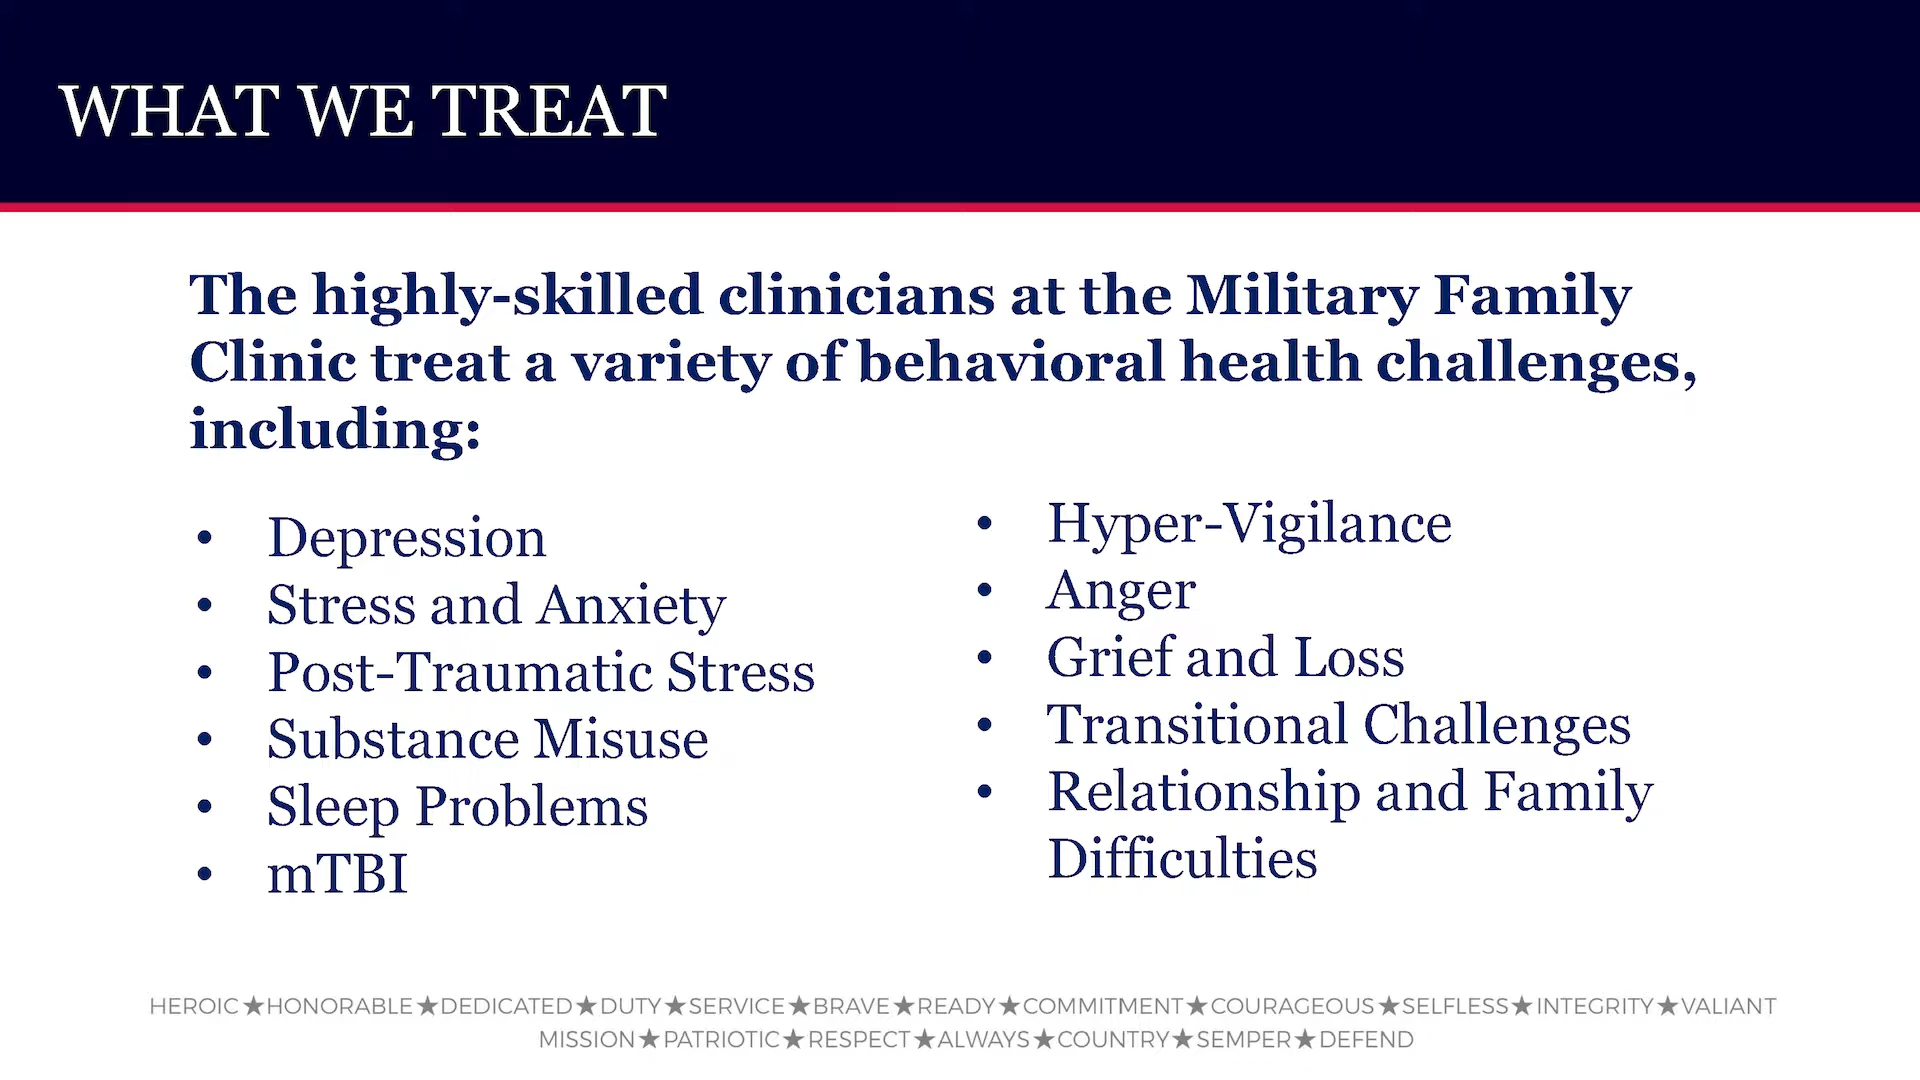 WHAT WE TREAT
The highly-skilled clinicians at the Military Family
Clinic treat a variety of behavioral health challenges,
including:
• Depression
• Stress and Anxiety
• Post-Traumatic Stress
• Substance Misuse
• Sleep Problems
• mTBI
• Hyper-Vigilance
• Anger
• Grief and Loss
• Transitional Challenges
• Relationship and Family
Difficulties
HEROIC★HONORABLE★DEDICATED★DUTY★SERVICE★BRAVE★READY★COMMITMENT★COURAGEOUS★SELFLESS★INTEGRITY★VALIANT
MISSION★PATRIOTIC★RESPECT★ALWAYS★COUNTRY★SEMPER★DEFEND